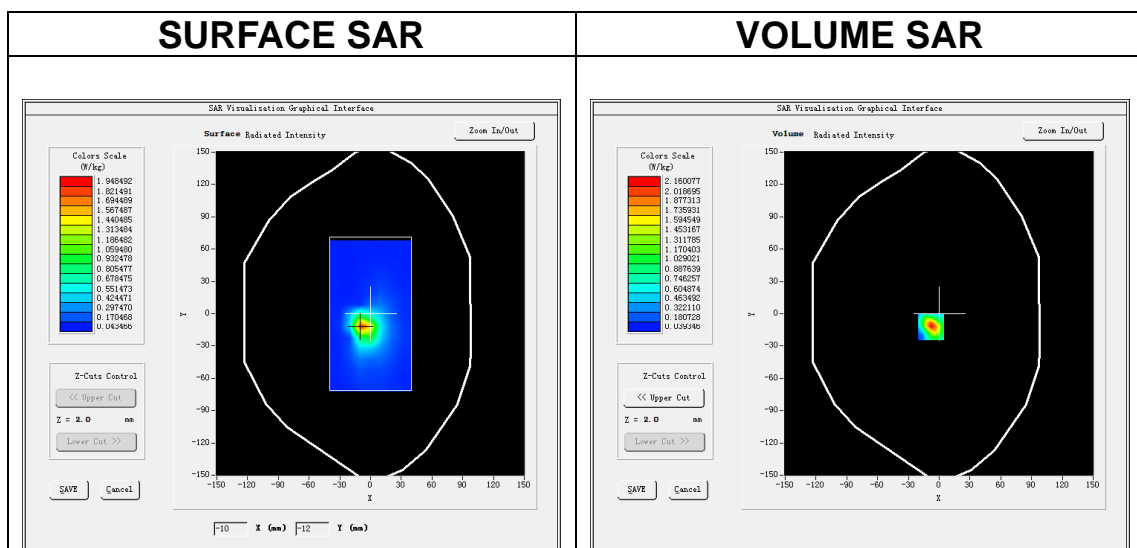 SURFACE SAR
VOLUME SAR
SAR Visualisation Graphical Interface
Surface Radiated Intensity
Zoom In/Out
Colors Scale
(W/kg)
1.948492
1.821491
1.694489
1.567487
1.440485
1.313484
1.186482
1.059480
0.932478
0.805477
0.678475
0.551473
0.424471
0.297470
0.170468
0.043466
150
120
90
60
30
0
-30
-60
-90
-120
-150
Y
-150 -120 -90 -60 -30 0 30 60 90 120 150
X
Z-Cuts Control
<< Upper Cut
Z = 2.0 mm
Lower Cut >>
SAVE Cancel
-10 X (mm) -12 Y (mm)
SAR Visualisation Graphical Interface
Volume Radiated Intensity
Zoom In/Out
Colors Scale
(W/kg)
2.160077
2.018695
1.877313
1.735931
1.594549
1.453167
1.311785
1.170403
1.029021
0.887639
0.746257
0.604874
0.463492
0.322110
0.180728
0.039346
150
120
90
60
30
0
-30
-60
-90
-120
-150
Y
-150 -120 -90 -60 -30 0 30 60 90 120 150
X
Z-Cuts Control
<< Upper Cut
Z = 2.0 mm
Lower Cut >>
SAVE Cancel